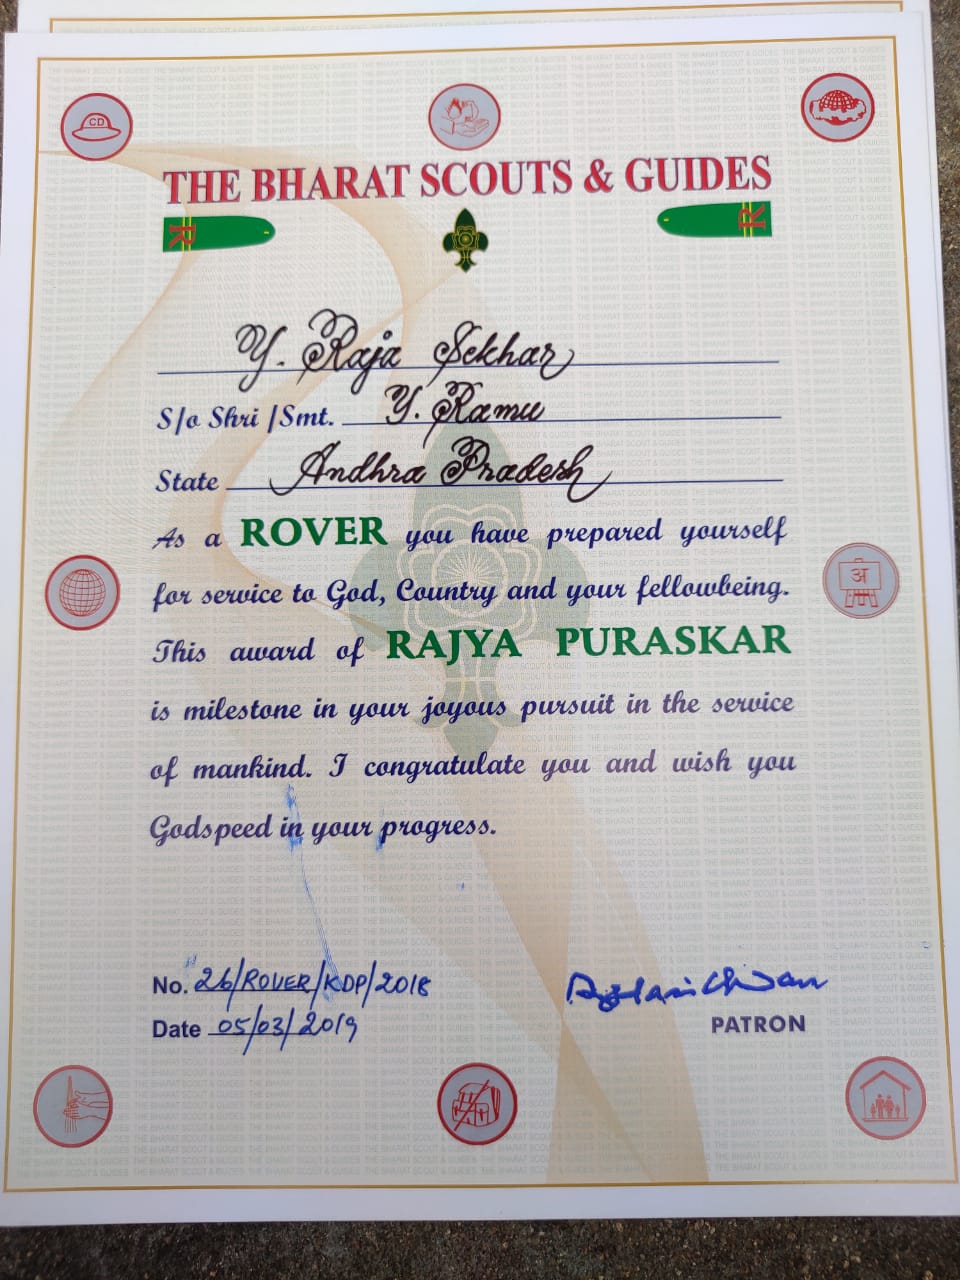 CD
THE BHARAT SCOUTS & GUIDES
R R
Y. Raja Sekhar
S/o Shri /Smt. Y. Ramu
State Andhra Pradesh
As a ROVER you have prepared yourself
for service to God, Country and your fellowbeing.
अ
This award of RAJYA PURASKAR
is milestone in your joyous pursuit in the service
of mankind. I congratulate you and wish you
Godspeed in your progress.
No. 26/ROVER/KDP/2018
Date 05/03/2019
PATRON